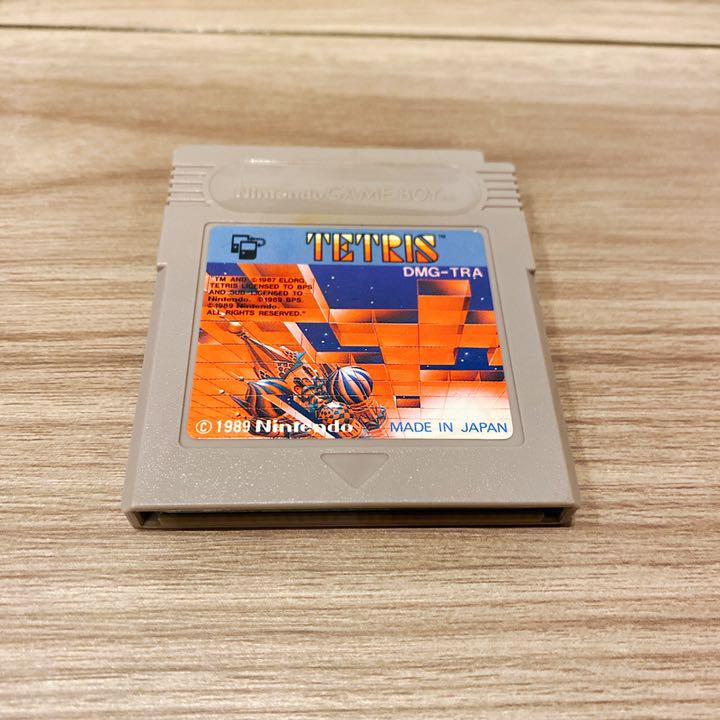 Nintendo GAME BOY
TETRIS™
DMG-TRA
"TM AND ©1987 ELORG.
TETRIS LICENSED TO BPS
AND SUB-LICENSED TO
Nintendo. ©1989 BPS.
©1989 Nintendo.
ALL RIGHTS RESERVED."
© 1989 Nintendo
MADE IN JAPAN